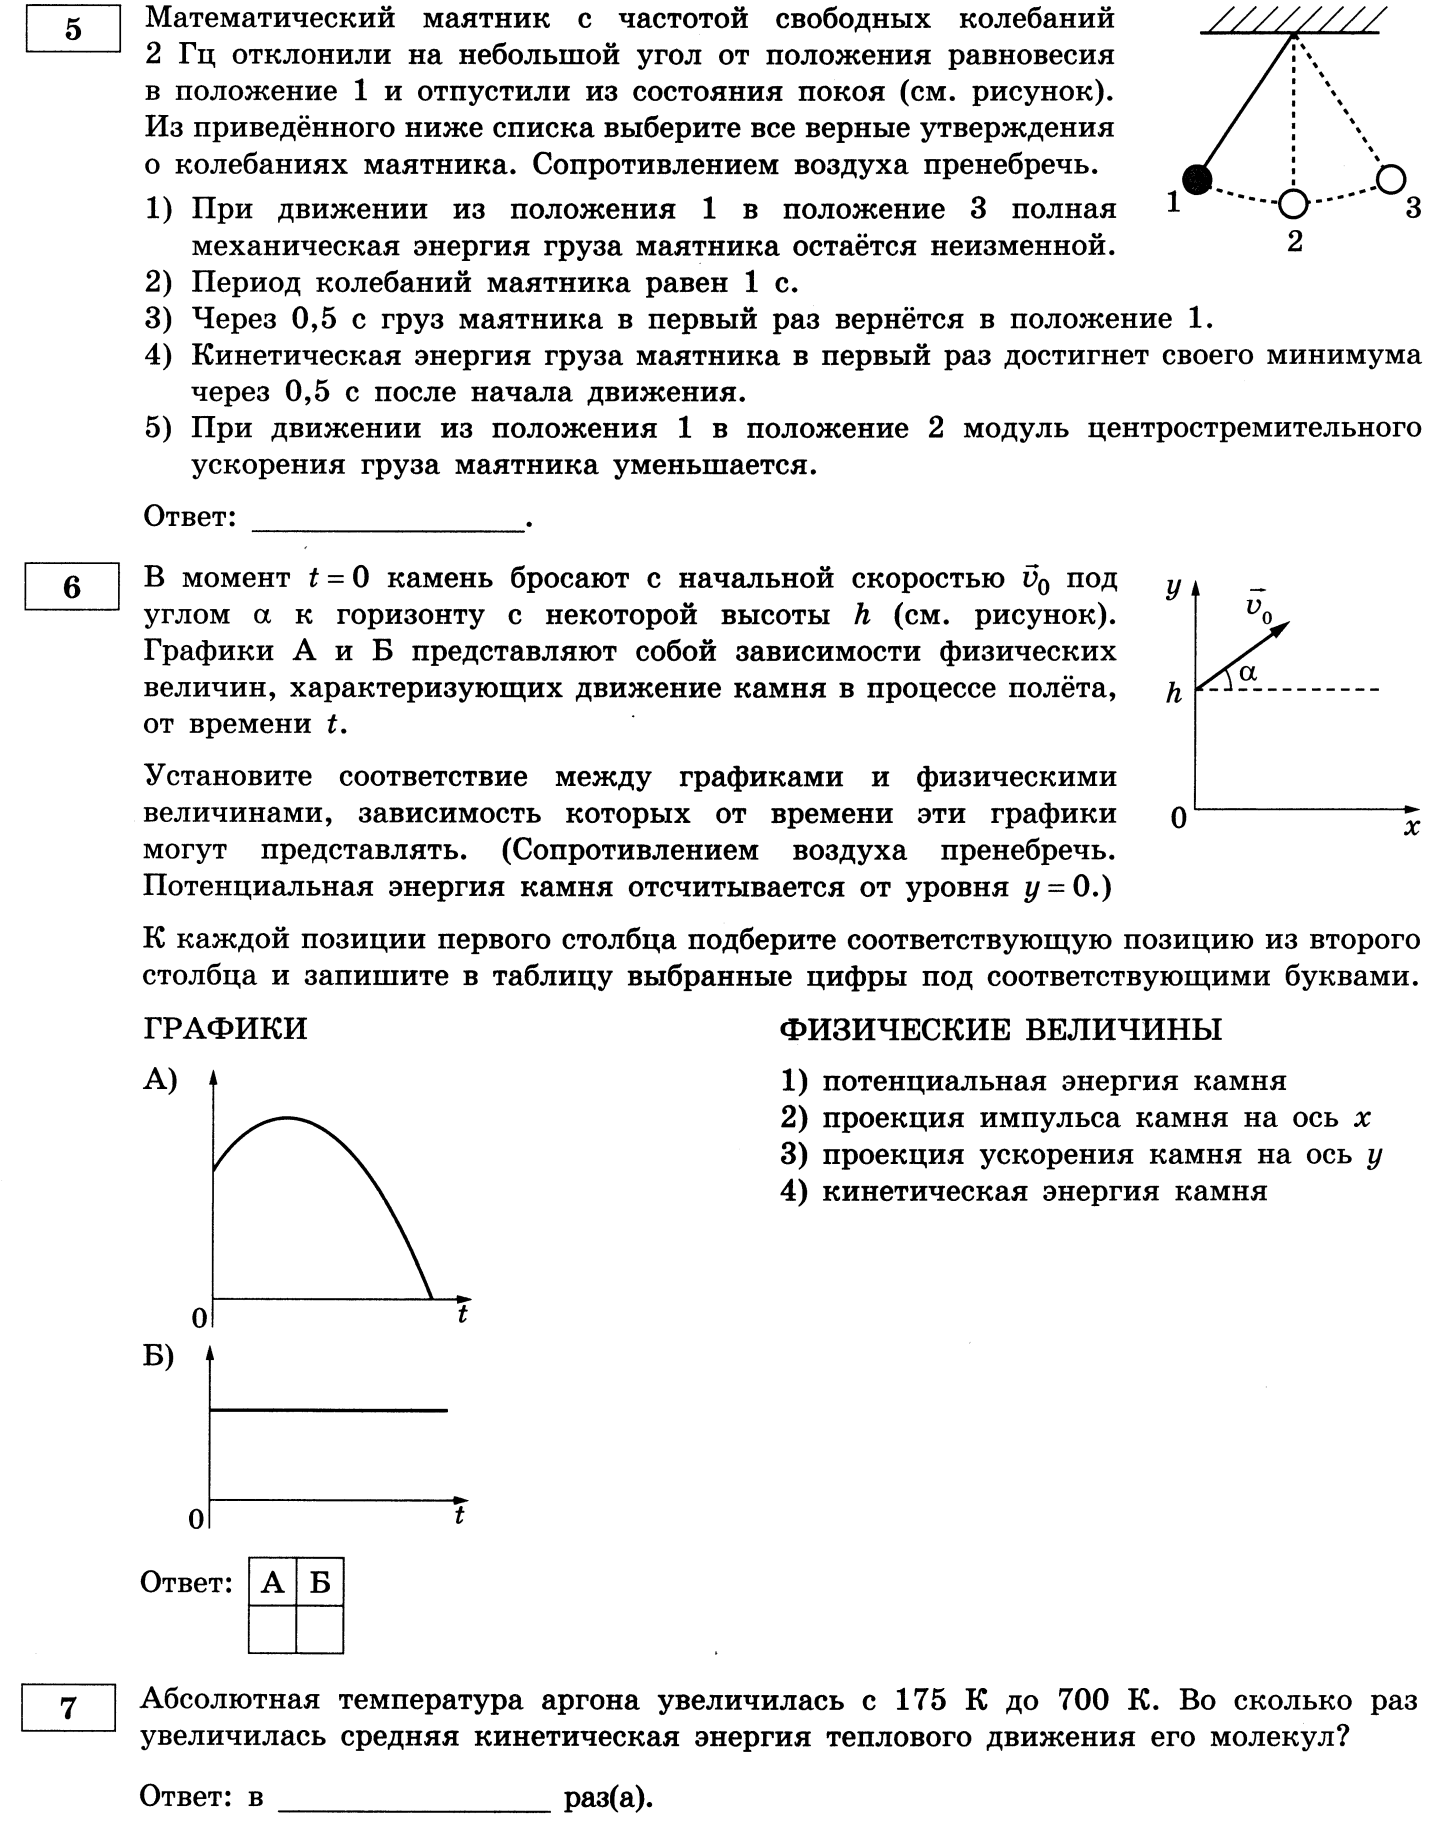 5
Математический маятник с частотой свободных колебаний
2 Гц отклонили на небольшой угол от положения равновесия
в положение 1 и отпустили из состояния покоя (см. рисунок).
Из приведённого ниже списка выберите все верные утверждения
о колебаниях маятника. Сопротивлением воздуха пренебречь.
1
2
3
1) При движении из положения 1 в положение 3 полная
механическая энергия груза маятника остаётся неизменной.
2) Период колебаний маятника равен 1 с.
3) Через 0,5 с груз маятника в первый раз вернётся в положение 1.
4) Кинетическая энергия груза маятника в первый раз достигнет своего минимума
через 0,5 с после начала движения.
5) При движении из положения 1 в положение 2 модуль центростремительного
ускорения груза маятника уменьшается.
Ответ: ______________.
6
В момент t = 0 камень бросают с начальной скоростью v⃗₀ под
углом α к горизонту с некоторой высоты h (см. рисунок).
Графики А и Б представляют собой зависимости физических
величин, характеризующих движение камня в процессе полёта,
от времени t.
y
v⃗₀
α
h
0
x
Установите соответствие между графиками и физическими
величинами, зависимость которых от времени эти графики
могут представлять. (Сопротивлением воздуха пренебречь.
Потенциальная энергия камня отсчитывается от уровня y = 0.)
К каждой позиции первого столбца подберите соответствующую позицию из второго
столбца и запишите в таблицу выбранные цифры под соответствующими буквами.
ГРАФИКИ
А)
0
t
Б)
0
t
ФИЗИЧЕСКИЕ ВЕЛИЧИНЫ
1) потенциальная энергия камня
2) проекция импульса камня на ось x
3) проекция ускорения камня на ось y
4) кинетическая энергия камня
Ответ: А Б
7
Абсолютная температура аргона увеличилась с 175 К до 700 К. Во сколько раз
увеличилась средняя кинетическая энергия теплового движения его молекул?
Ответ: в ______________ раз(а).